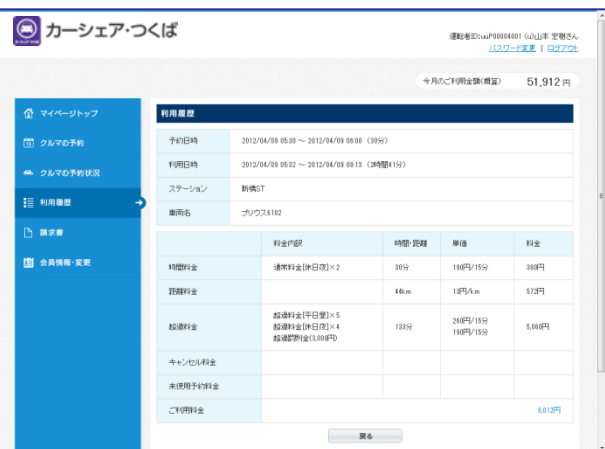 カーシェア・つくば
運転者ID:uuP00004001 (u)山本 宏樹さん
パスワード変更 | ログアウト
今月のご利用金額(概算) 51,912 円
マイページトップ
クルマの予約
クルマの予約状況
利用履歴
請求書
会員情報・変更
利用履歴
予約日時 2012/04/09 05:30 ～ 2012/04/09 06:00 (30分)
利用日時 2012/04/09 05:32 ～ 2012/04/09 08:13 (2時間41分)
ステーション 新橋ST
車両名 プリウス6102
料金内訳 時間・距離 単価 料金
時間料金 通常料金[休日夜]×2 30分 190円/15分 380円
距離料金 44km 13円/km 572円
超過料金 超過料金[平日昼]×5 133分 260円/15分 5,060円
超過料金[休日夜]×4 190円/15分
超過罰則金(3,000円)
キャンセル料金
未使用予約料金
ご利用料金 6,012円
戻る